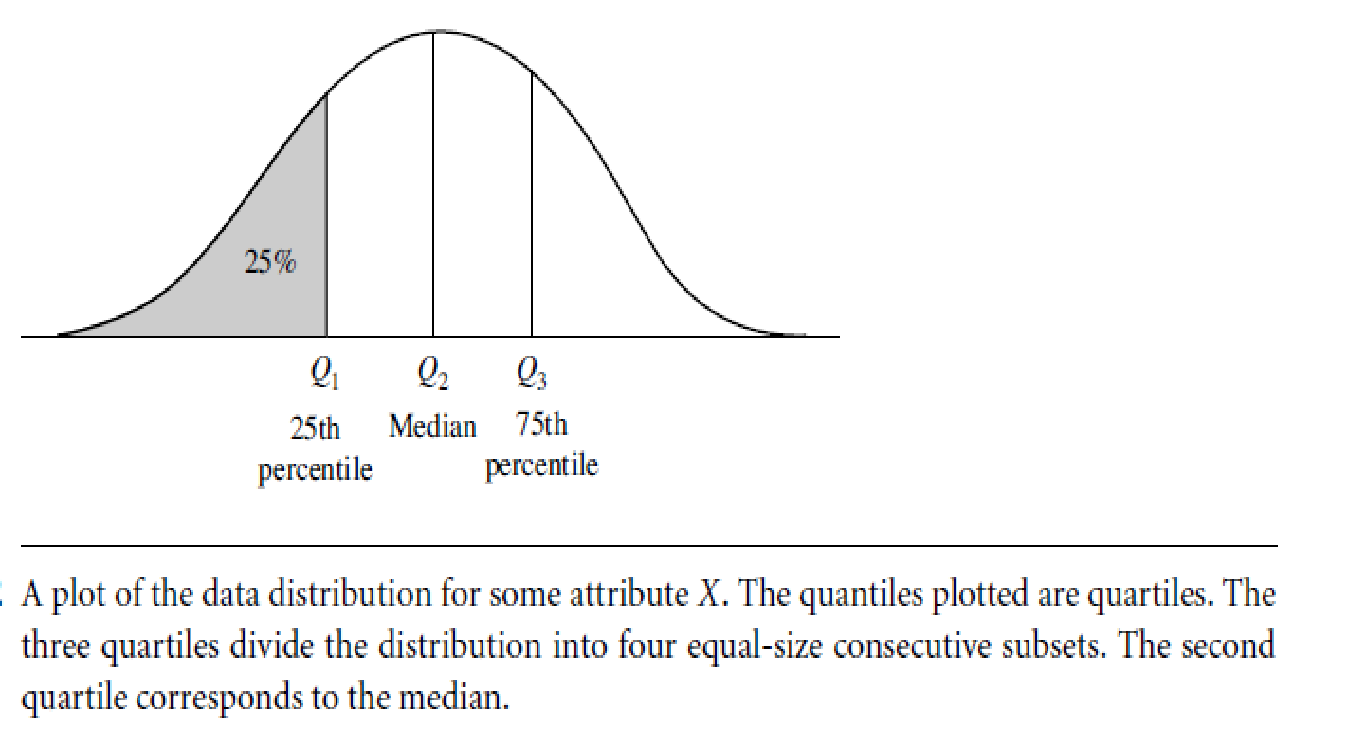 25%
Q1 Q2 Q3
25th Median 75th
percentile percentile
A plot of the data distribution for some attribute X. The quantiles plotted are quartiles. The
three quartiles divide the distribution into four equal-size consecutive subsets. The second
quartile corresponds to the median.